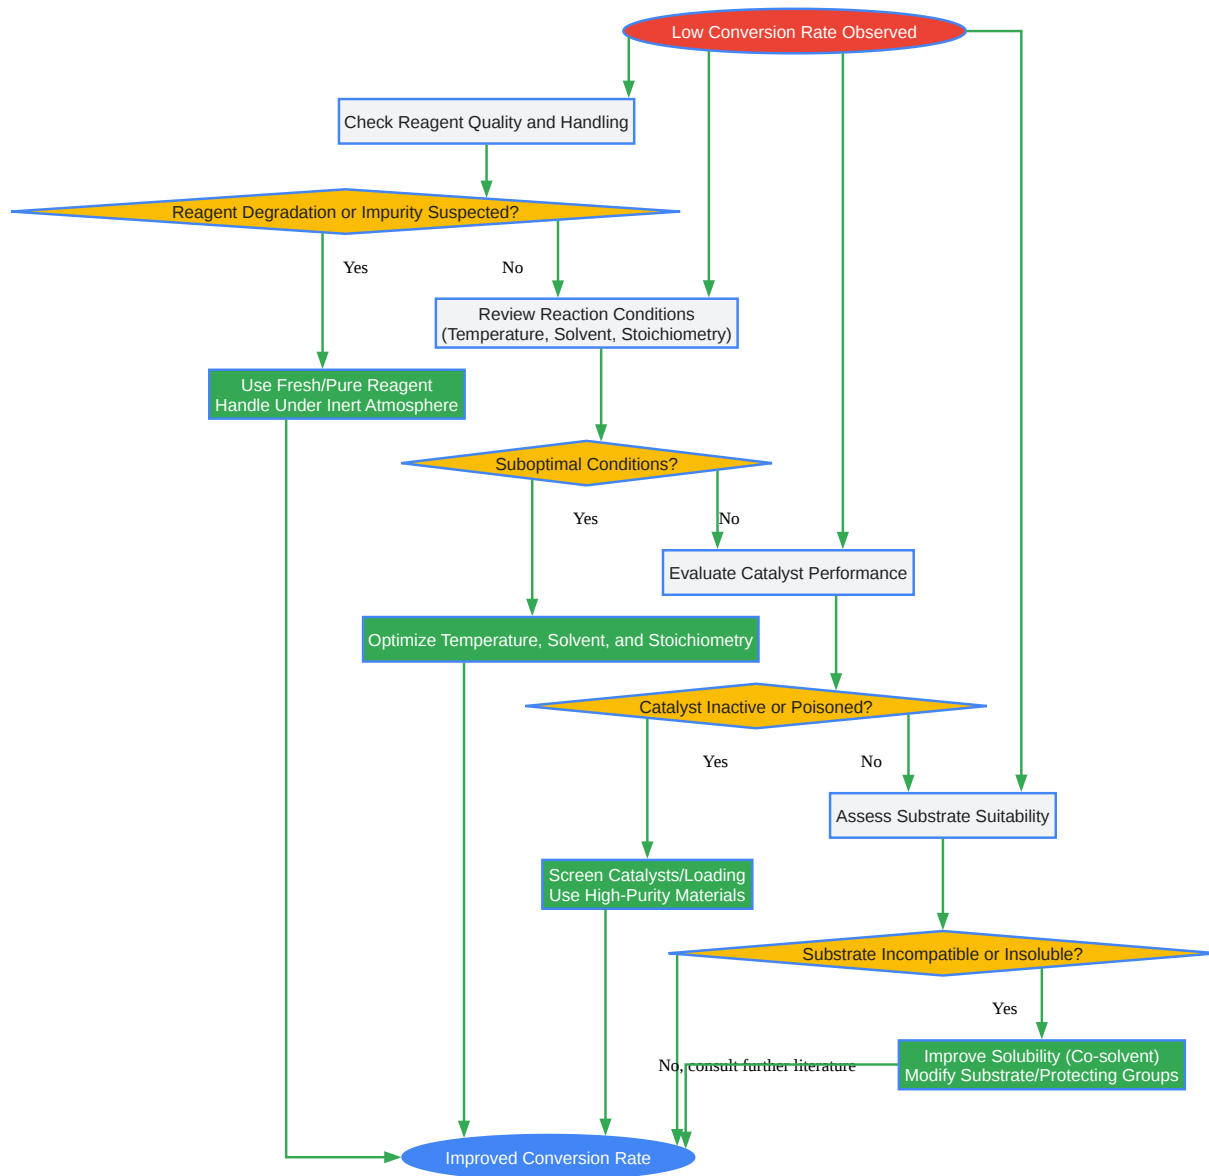 Low Conversion Rate Observed
Check Reagent Quality and Handling
Reagent Degradation or Impurity Suspected?
Yes
No
Review Reaction Conditions
(Temperature, Solvent, Stoichiometry)
Use Fresh/Pure Reagent
Handle Under Inert Atmosphere
Suboptimal Conditions?
Yes
No
Evaluate Catalyst Performance
Optimize Temperature, Solvent, and Stoichiometry
Catalyst Inactive or Poisoned?
Yes
No
Assess Substrate Suitability
Screen Catalysts/Loading
Use High-Purity Materials
Substrate Incompatible or Insoluble?
Yes
No, consult further literature
Improve Solubility (Co-solvent)
Modify Substrate/Protecting Groups
Improved Conversion Rate